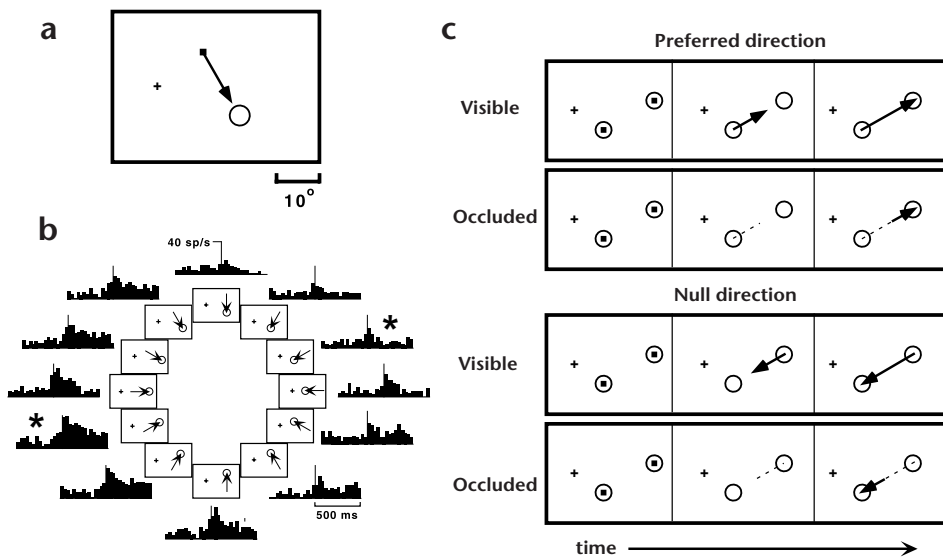 a
10°
b
40 sp/s
*
*
500 ms
c
Preferred direction
Visible
Occluded
Null direction
Visible
Occluded
time